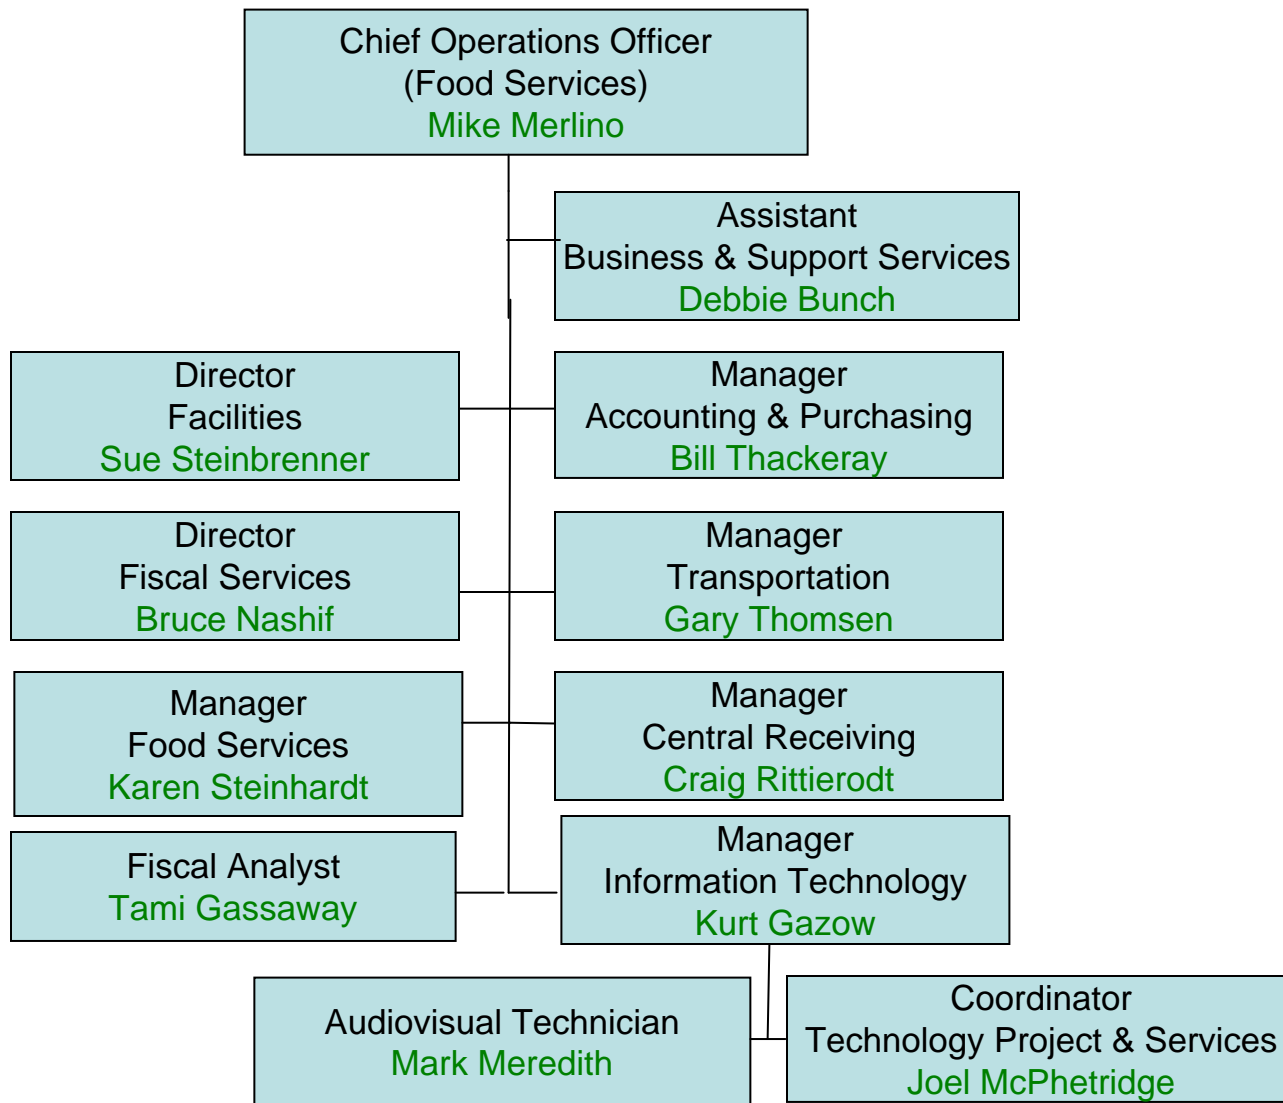 Chief Operations Officer
(Food Services)
Mike Merlino
Assistant
Business & Support Services
Debbie Bunch
Director
Facilities
Sue Steinbrenner
Manager
Accounting & Purchasing
Bill Thackeray
Director
Fiscal Services
Bruce Nashif
Manager
Transportation
Gary Thomsen
Manager
Food Services
Karen Steinhardt
Manager
Central Receiving
Craig Rittierodt
Fiscal Analyst
Tami Gassaway
Manager
Information Technology
Kurt Gazow
Audiovisual Technician
Mark Meredith
Coordinator
Technology Project & Services
Joel McPhetridge